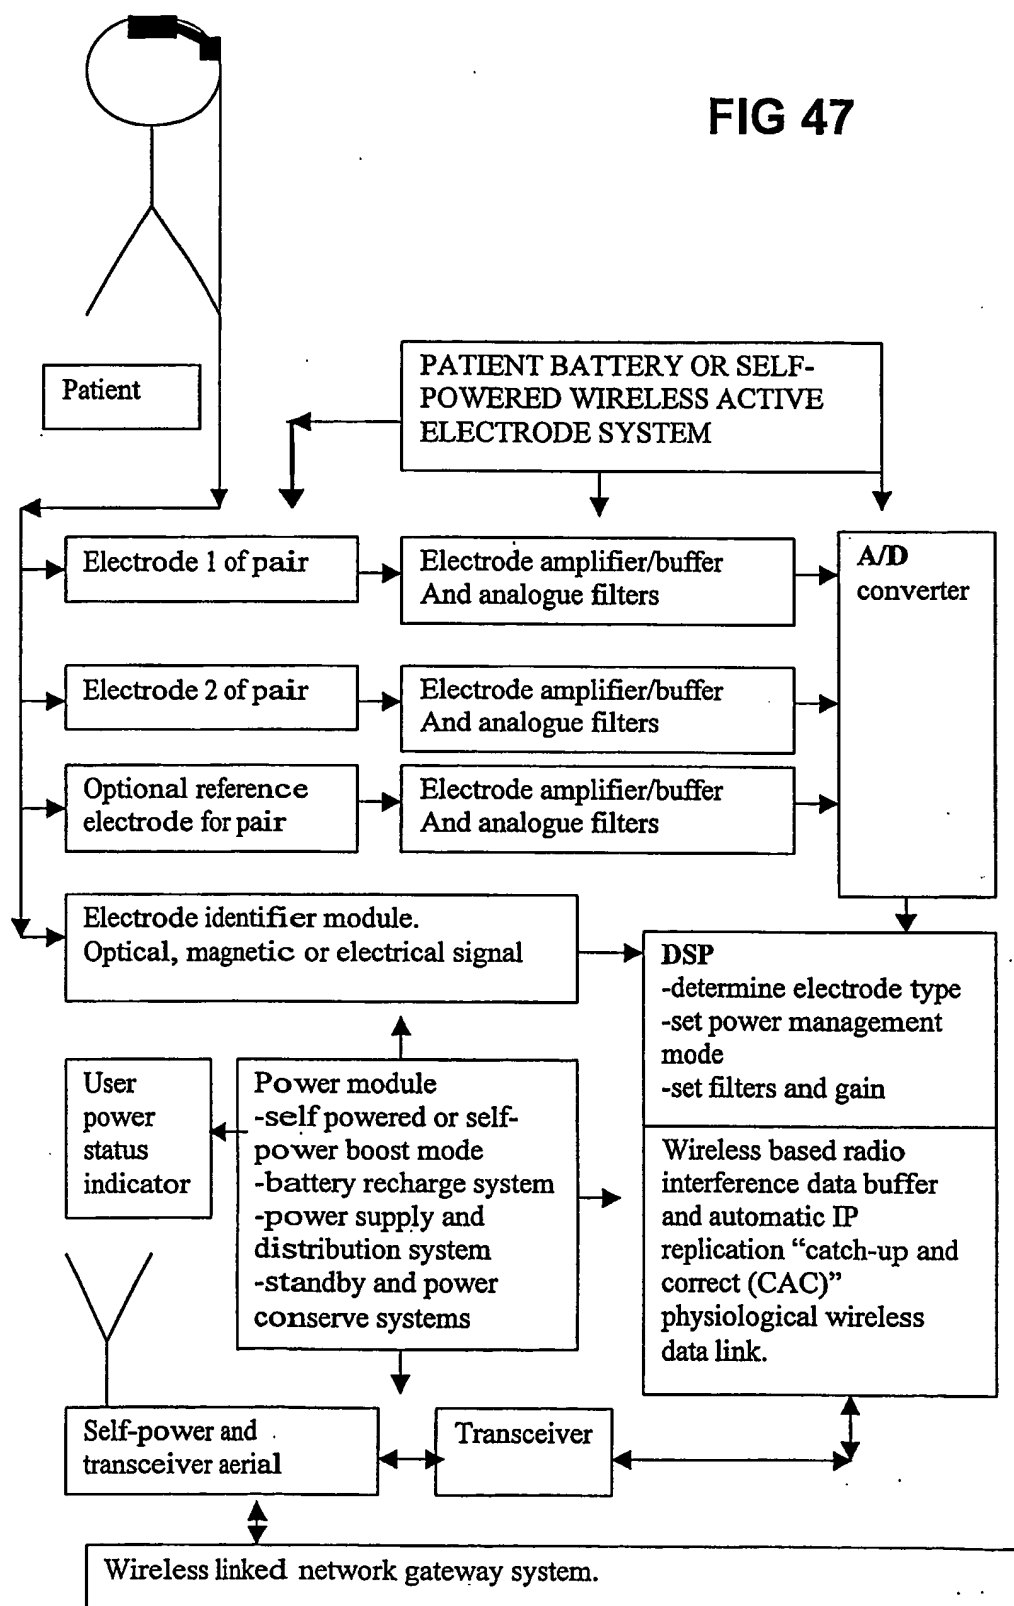 FIG 47
Patient
PATIENT BATTERY OR SELF-
POWERED WIRELESS ACTIVE
ELECTRODE SYSTEM
Electrode 1 of pair
Electrode amplifier/buffer
And analogue filters
A/D
converter
Electrode 2 of pair
Electrode amplifier/buffer
And analogue filters
Optional reference
electrode for pair
Electrode amplifier/buffer
And analogue filters
Electrode identifier module.
Optical, magnetic or electrical signal
DSP
-determine electrode type
-set power management
mode
-set filters and gain
User
power
status
indicator
Power module
-self powered or self-
power boost mode
-battery recharge system
-power supply and
distribution system
-standby and power
conserve systems
Wireless based radio
interference data buffer
and automatic IP
replication “catch-up and
correct (CAC)”
physiological wireless
data link.
Self-power and
transceiver aerial
Transceiver
Wireless linked network gateway system.